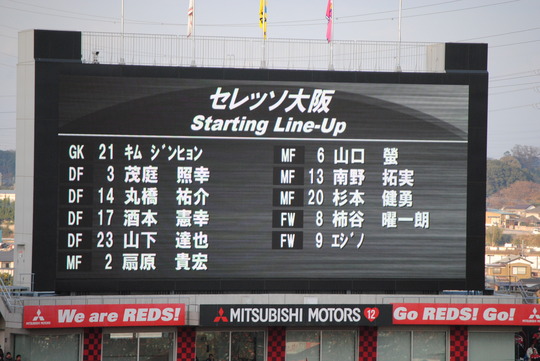 セレッソ大阪
Starting Line-Up
GK 21 キム ジンヒョン
DF 3 茂庭 照幸
DF 14 丸橋 祐介
DF 17 酒本 憲幸
DF 23 山下 達也
MF 2 扇原 貴宏
MF 6 山口 螢
MF 13 南野 拓実
MF 20 杉本 健勇
FW 8 柿谷 曜一朗
FW 9 エジノ
We are REDS!
MITSUBISHI MOTORS 12
Go REDS! Go!